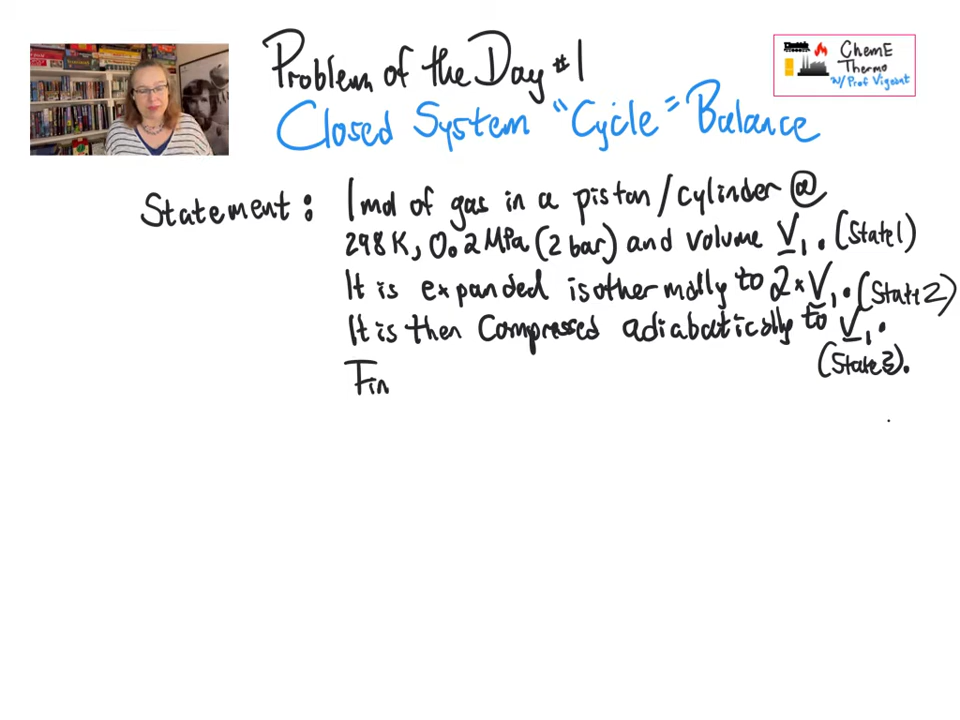 Problem of the Day #1
Closed System "Cycle" Balance
ChemE
Thermo
w/ Prof Vigeant
Statement: 1 mol of gas in a piston/cylinder @
298 K, 0.2 MPa (2 bar) and volume V1. (State 1)
It is expanded isothermally to 2*V1. (State 2)
It is then compressed adiabatically to V1.
(State 3).
Fin